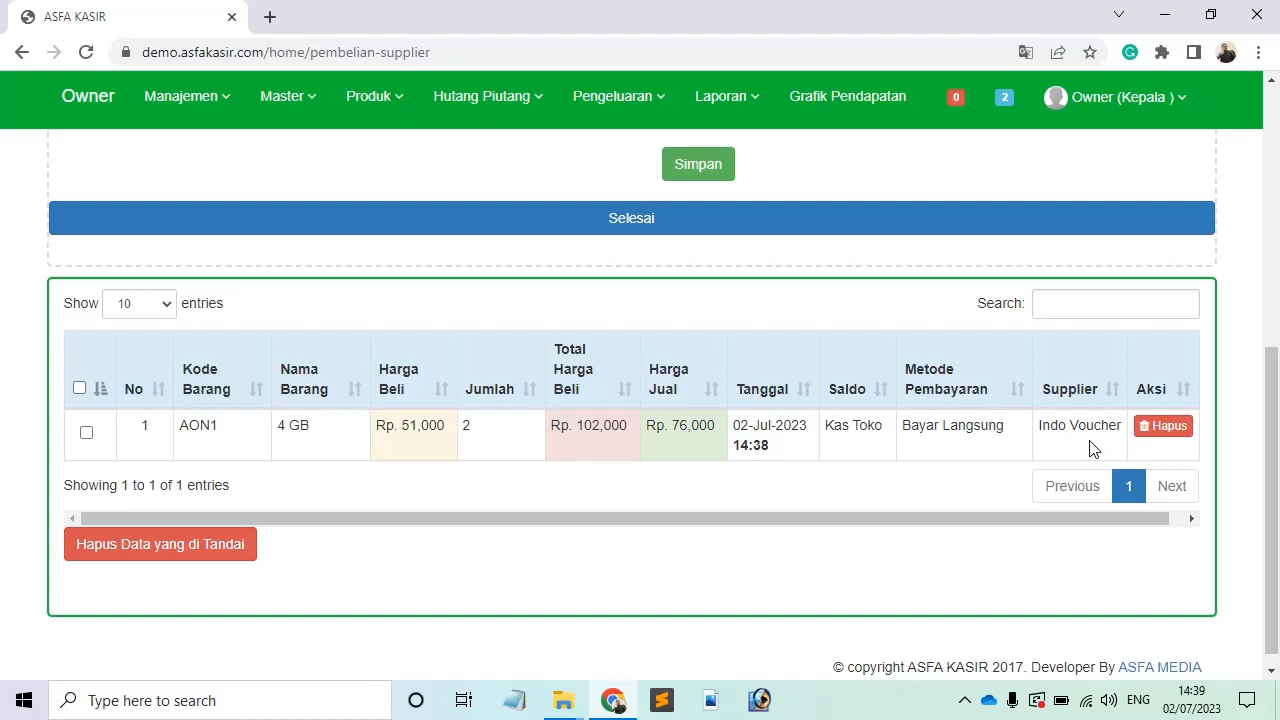 ASFA KASIR
demo.asfakasir.com/home/pembelian-supplier
Owner Manajemen Master Produk Hutang Piutang Pengeluaran Laporan Grafik Pendapatan 0 2 Owner (Kepala )
Simpan
Selesai
Show 10 entries Search:
No Kode Barang Nama Barang Harga Beli Jumlah Total Harga Beli Harga Jual Tanggal Saldo Metode Pembayaran Supplier Aksi
1 AON1 4 GB Rp. 51,000 2 Rp. 102,000 Rp. 76,000 02-Jul-2023 14:38 Kas Toko Bayar Langsung Indo Voucher Hapus
Showing 1 to 1 of 1 entries Previous 1 Next
Hapus Data yang di Tandai
© copyright ASFA KASIR 2017. Developer By ASFA MEDIA
Type here to search ENG 14:39
02/07/2023